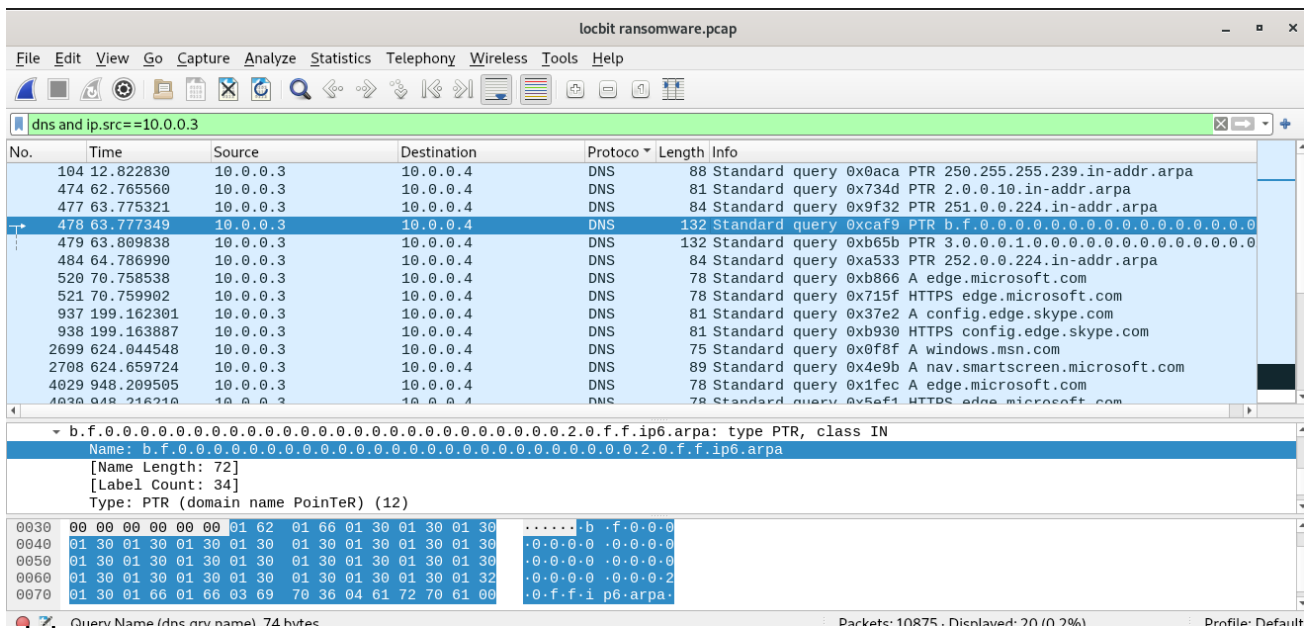 locbit ransomware.pcap
File Edit View Go Capture Analyze Statistics Telephony Wireless Tools Help
dns and ip.src==10.0.0.3
No. Time Source Destination Protoco Length Info
104 12.822830 10.0.0.3 10.0.0.4 DNS 88 Standard query 0x0aca PTR 250.255.255.239.in-addr.arpa
474 62.765560 10.0.0.3 10.0.0.4 DNS 81 Standard query 0x734d PTR 2.0.0.10.in-addr.arpa
477 63.775321 10.0.0.3 10.0.0.4 DNS 84 Standard query 0x9f32 PTR 251.0.0.224.in-addr.arpa
478 63.777349 10.0.0.3 10.0.0.4 DNS 132 Standard query 0xcaf9 PTR b.f.0.0.0.0.0.0.0.0.0.0.0.0.0.0
479 63.809838 10.0.0.3 10.0.0.4 DNS 132 Standard query 0xb65b PTR 3.0.0.0.1.0.0.0.0.0.0.0.0.0.0.0
484 64.786990 10.0.0.3 10.0.0.4 DNS 84 Standard query 0xa533 PTR 252.0.0.224.in-addr.arpa
520 70.758538 10.0.0.3 10.0.0.4 DNS 78 Standard query 0xb866 A edge.microsoft.com
521 70.759902 10.0.0.3 10.0.0.4 DNS 78 Standard query 0x715f HTTPS edge.microsoft.com
937 199.162301 10.0.0.3 10.0.0.4 DNS 81 Standard query 0x37e2 A config.edge.skype.com
938 199.163887 10.0.0.3 10.0.0.4 DNS 81 Standard query 0xb930 HTTPS config.edge.skype.com
2699 624.044548 10.0.0.3 10.0.0.4 DNS 75 Standard query 0x0f8f A windows.msn.com
2708 624.659724 10.0.0.3 10.0.0.4 DNS 89 Standard query 0x4e9b A nav.smartscreen.microsoft.com
4029 948.209505 10.0.0.3 10.0.0.4 DNS 78 Standard query 0x1fec A edge.microsoft.com
4030 948.216210 10.0.0.3 10.0.0.4 DNS 78 Standard query 0x5ef1 HTTPS edge.microsoft.com
b.f.0.0.0.0.0.0.0.0.0.0.0.0.0.0.0.0.0.0.0.0.0.0.0.0.0.0.2.0.f.f.ip6.arpa: type PTR, class IN
Name: b.f.0.0.0.0.0.0.0.0.0.0.0.0.0.0.0.0.0.0.0.0.0.0.0.0.0.0.2.0.f.f.ip6.arpa
[Name Length: 72]
[Label Count: 34]
Type: PTR (domain name PoinTeR) (12)
0030 00 00 00 00 00 00 01 62 01 66 01 30 01 30 01 30 ······b·f·0·0·0
0040 01 30 01 30 01 30 01 30 01 30 01 30 01 30 01 30 ·0·0·0·0·0·0·0·0
0050 01 30 01 30 01 30 01 30 01 30 01 30 01 30 01 30 ·0·0·0·0·0·0·0·0
0060 01 30 01 30 01 30 01 30 01 30 01 30 01 30 01 32 ·0·0·0·0·0·0·0·2
0070 01 30 01 66 01 66 03 69 70 36 04 61 72 70 61 00 ·0·f·f·ip6·arpa·
Query Name (dns.qry.name), 74 bytes Packets: 10875 · Displayed: 20 (0.2%) Profile: Default